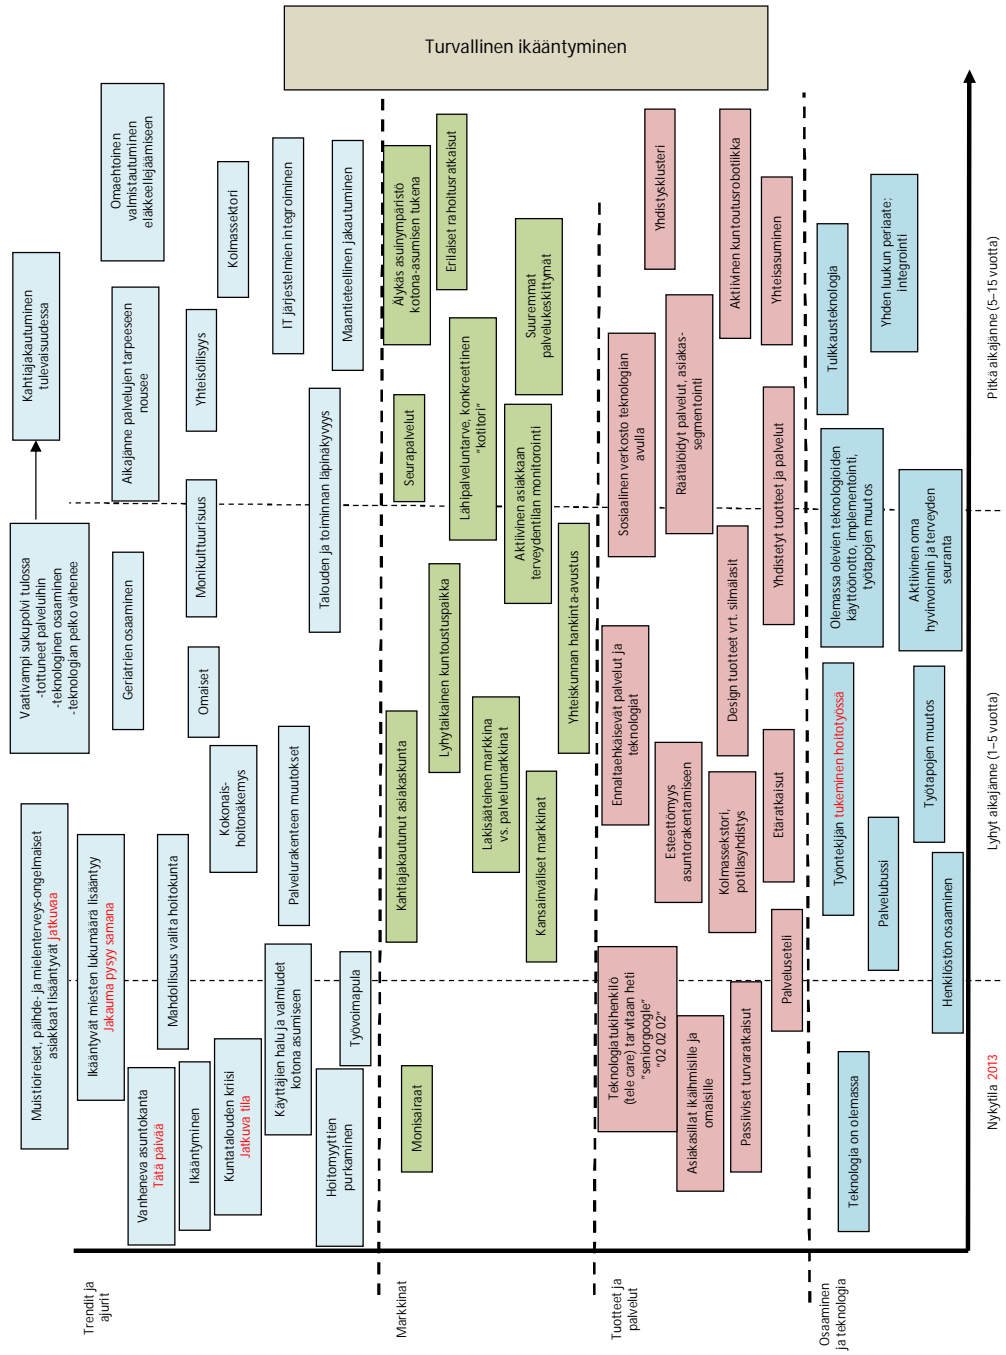 Turvallinen ikääntyminen
Trendit ja
ajurit
Muistioireiset, päihde- ja mielenterveys-ongelmaiset
asiakkaat lisääntyvät jatkuvaa
Vaativampi sukupolvi tulossa
-tottuneet palveluihin
-teknologinen osaaminen
-teknologian pelko vähenee
Kahtiajakautuminen
tulevaisuudessa
Ikääntyvät miesten lukumäärä lisääntyy
Jakauma pysyy samana
Geriatrien osaaminen
Aikajänne palvelujen tarpeeseen
nousee
Omaehtoinen
valmistautuminen
eläkkeellejäämiseen
Vanheneva asuntokanta
Tätä päivää
Mahdollisuus valita hoitokunta
Omaiset
Monikulttuurisuus
Yhteisöllisyys
Kolmassektori
Ikääntyminen
Kuntatalouden kriisi
Jatkuva tila
Kokonais-
hoitonäkemys
Käyttäjien halu ja valmiudet
kotona asumiseen
Palvelurakenteen muutokset
IT järjestelmien integroiminen
Hoitomyyttien
purkaminen
Työvoimapula
Talouden ja toiminnan läpinäkyvyys
Maantieteellinen jakautuminen
Markkinat
Monisairaat
Kahtiajakautunut asiakaskunta
Seurapalvelut
Älykäs asuinympäristö
kotona-asumisen tukena
Lyhytaikainen kuntoustuspaikka
Lähipalveluntarve, konkreettinen
"kotitori"
Erilaiset rahoitusratkaisut
Lakisääteinen markkina
vs. palvelumarkkinat
Aktiivinen asiakkaan
terveydentilan monitorointi
Suuremmat
palvelukeskittymät
Kansainväliset markkinat
Yhteiskunnan hankinta-avustus
Tuotteet ja
palvelut
Teknologiatukihenkilö
(tele care) tarvitaan heti
"seniorgoogle"
"02 02 02"
Ennaltaehkäisevät palvelut ja
teknologiat
Sosiaalinen verkosto teknologian
avulla
Yhdistysklusteri
Asiakasillat ikäihmisille ja
omaisille
Esteettömyys
asuntorakentamiseen
Räätälöidyt palvelut, asiakas-
segmentointi
Passiiviset turvaratkaisut
Kolmassekstori,
potilasyhdistys
Design tuotteet vrt. silmälasit
Aktiivinen kuntoutusrobotiikka
Palveluseteli
Etäratkaisut
Yhdistetyt tuotteet ja palvelut
Yhteisasuminen
Osaaminen
ja teknologia
Teknologia on olemassa
Työntekijän tukeminen hoitotyössä
Olemassa olevien teknologioiden
käyttöönotto, implementointi,
työtapojen muutos
Tulkkausteknologia
Palvelubussi
Yhden luukun periaate;
integrointi
Henkilöstön osaaminen
Työtapojen muutos
Aktiivinen oma
hyvinvoinnin ja terveyden
seuranta
Nykytila 2013
Lyhyt aikajänne (1–5 vuotta)
Pitkä aikajänne (5–15 vuotta)